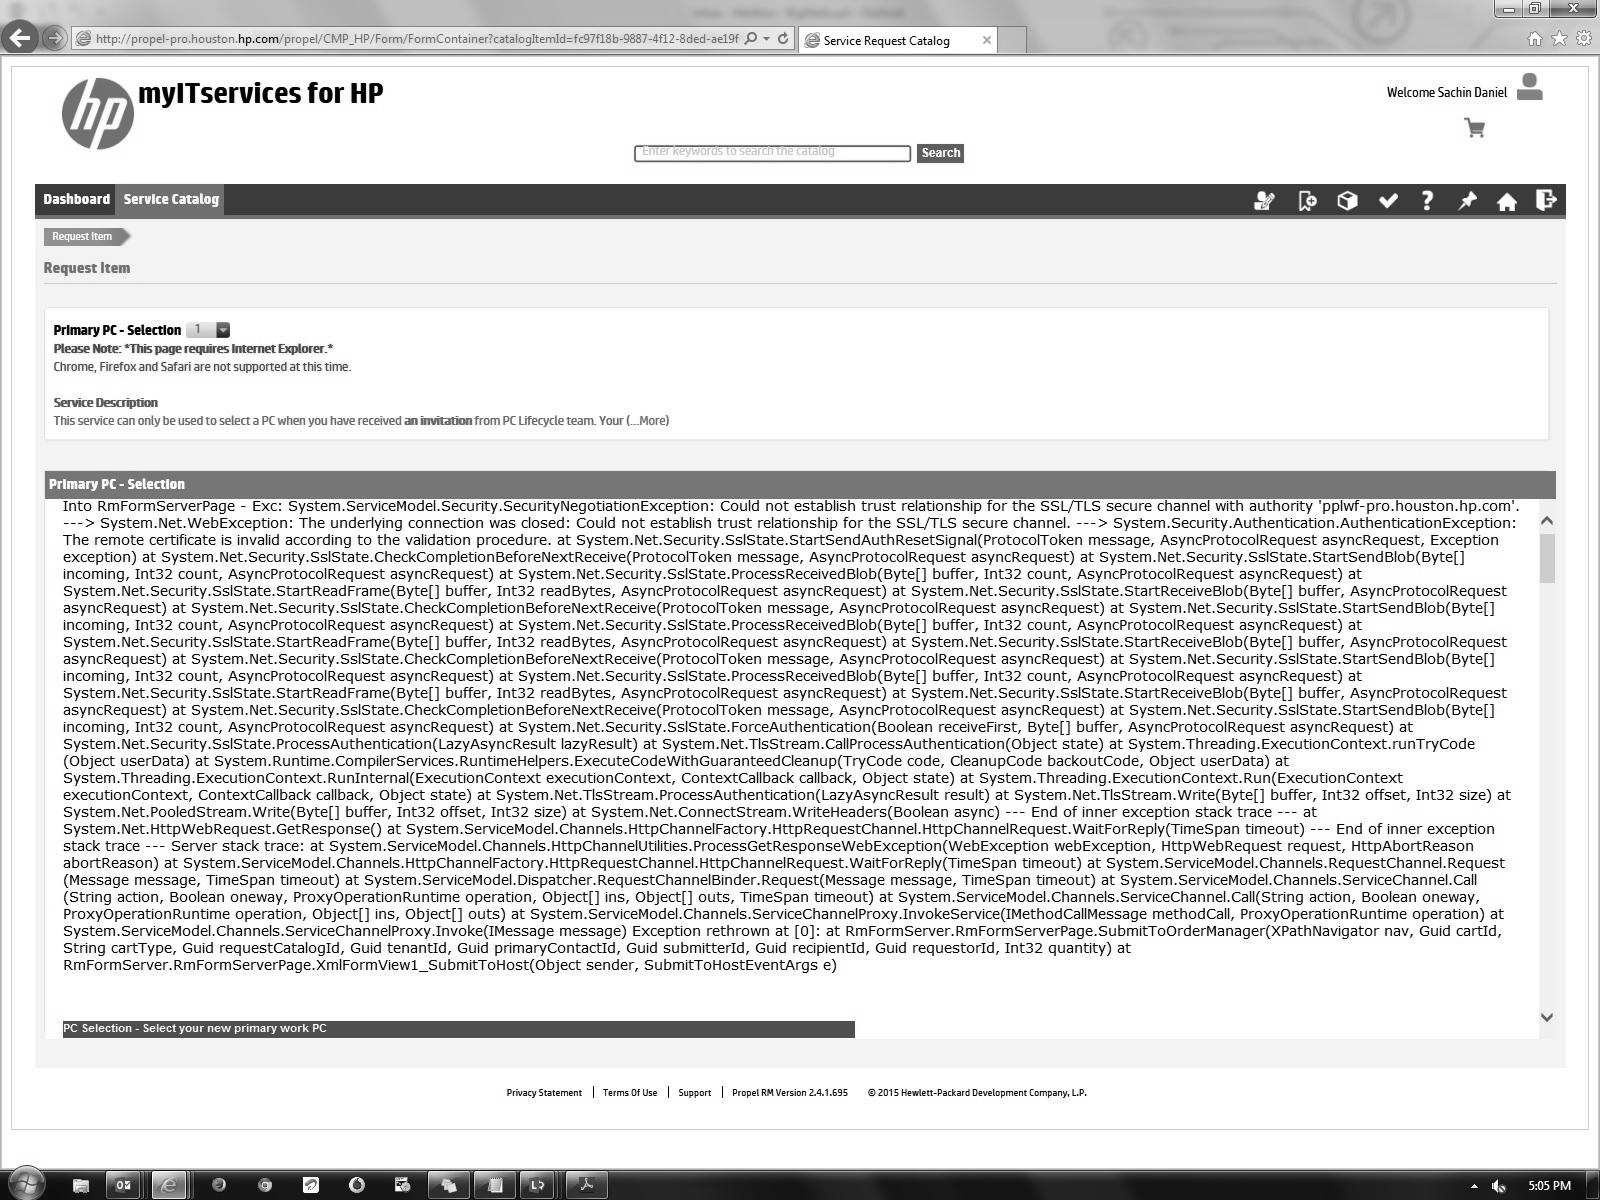 http://propel-pro.houston.hp.com/propel/CMP_HP/Form/FormContainer?catalogItemId=fc97f18b-9887-4f12-8ded-ae19f
Service Request Catalog
hp
myITservices for HP
Welcome Sachin Daniel
Enter keywords to search the catalog
Search
Dashboard
Service Catalog
Request Item
Request Item
Primary PC - Selection 1
Please Note: *This page requires Internet Explorer.*
Chrome, Firefox and Safari are not supported at this time.
Service Description
This service can only be used to select a PC when you have received an invitation from PC Lifecycle team. Your (...More)
Primary PC - Selection
Into RmFormServerPage - Exc: System.ServiceModel.Security.SecurityNegotiationException: Could not establish trust relationship for the SSL/TLS secure channel with authority 'pplwf-pro.houston.hp.com'.
---> System.Net.WebException: The underlying connection was closed: Could not establish trust relationship for the SSL/TLS secure channel. ---> System.Security.Authentication.AuthenticationException:
The remote certificate is invalid according to the validation procedure. at System.Net.Security.SslState.StartSendAuthResetSignal(ProtocolToken message, AsyncProtocolRequest asyncRequest, Exception
exception) at System.Net.Security.SslState.CheckCompletionBeforeNextReceive(ProtocolToken message, AsyncProtocolRequest asyncRequest) at System.Net.Security.SslState.StartSendBlob(Byte[]
incoming, Int32 count, AsyncProtocolRequest asyncRequest) at System.Net.Security.SslState.ProcessReceivedBlob(Byte[] buffer, Int32 count, AsyncProtocolRequest asyncRequest) at
System.Net.Security.SslState.StartReadFrame(Byte[] buffer, Int32 readBytes, AsyncProtocolRequest asyncRequest) at System.Net.Security.SslState.StartReceiveBlob(Byte[] buffer, AsyncProtocolRequest
asyncRequest) at System.Net.Security.SslState.CheckCompletionBeforeNextReceive(ProtocolToken message, AsyncProtocolRequest asyncRequest) at System.Net.Security.SslState.StartSendBlob(Byte[]
incoming, Int32 count, AsyncProtocolRequest asyncRequest) at System.Net.Security.SslState.ProcessReceivedBlob(Byte[] buffer, Int32 count, AsyncProtocolRequest asyncRequest) at
System.Net.Security.SslState.StartReadFrame(Byte[] buffer, Int32 readBytes, AsyncProtocolRequest asyncRequest) at System.Net.Security.SslState.StartReceiveBlob(Byte[] buffer, AsyncProtocolRequest
asyncRequest) at System.Net.Security.SslState.CheckCompletionBeforeNextReceive(ProtocolToken message, AsyncProtocolRequest asyncRequest) at System.Net.Security.SslState.StartSendBlob(Byte[]
incoming, Int32 count, AsyncProtocolRequest asyncRequest) at System.Net.Security.SslState.ProcessReceivedBlob(Byte[] buffer, Int32 count, AsyncProtocolRequest asyncRequest) at
System.Net.Security.SslState.StartReadFrame(Byte[] buffer, Int32 readBytes, AsyncProtocolRequest asyncRequest) at System.Net.Security.SslState.StartReceiveBlob(Byte[] buffer, AsyncProtocolRequest
asyncRequest) at System.Net.Security.SslState.CheckCompletionBeforeNextReceive(ProtocolToken message, AsyncProtocolRequest asyncRequest) at System.Net.Security.SslState.StartSendBlob(Byte[]
incoming, Int32 count, AsyncProtocolRequest asyncRequest) at System.Net.Security.SslState.ForceAuthentication(Boolean receiveFirst, Byte[] buffer, AsyncProtocolRequest asyncRequest) at
System.Net.Security.SslState.ProcessAuthentication(LazyAsyncResult lazyResult) at System.Net.TlsStream.CallProcessAuthentication(Object state) at System.Threading.ExecutionContext.runTryCode
(Object userData) at System.Runtime.CompilerServices.RuntimeHelpers.ExecuteCodeWithGuaranteedCleanup(TryCode code, CleanupCode backoutCode, Object userData) at
System.Threading.ExecutionContext.RunInternal(ExecutionContext executionContext, ContextCallback callback, Object state) at System.Threading.ExecutionContext.Run(ExecutionContext
executionContext, ContextCallback callback, Object state) at System.Net.TlsStream.ProcessAuthentication(LazyAsyncResult result) at System.Net.TlsStream.Write(Byte[] buffer, Int32 offset, Int32 size) at
System.Net.PooledStream.Write(Byte[] buffer, Int32 offset, Int32 size) at System.Net.ConnectStream.WriteHeaders(Boolean async) --- End of inner exception stack trace --- at
System.Net.HttpWebRequest.GetResponse() at System.ServiceModel.Channels.HttpChannelFactory.HttpRequestChannel.HttpChannelRequest.WaitForReply(TimeSpan timeout) --- End of inner exception
stack trace --- Server stack trace: at System.ServiceModel.Channels.HttpChannelUtilities.ProcessGetResponseWebException(WebException webException, HttpWebRequest request, HttpAbortReason
abortReason) at System.ServiceModel.Channels.HttpChannelFactory.HttpRequestChannel.HttpChannelRequest.WaitForReply(TimeSpan timeout) at System.ServiceModel.Channels.RequestChannel.Request
(Message message, TimeSpan timeout) at System.ServiceModel.Dispatcher.RequestChannelBinder.Request(Message message, TimeSpan timeout) at System.ServiceModel.Channels.ServiceChannel.Call
(String action, Boolean oneway, ProxyOperationRuntime operation, Object[] ins, Object[] outs, TimeSpan timeout) at System.ServiceModel.Channels.ServiceChannel.Call(String action, Boolean oneway,
ProxyOperationRuntime operation, Object[] ins, Object[] outs) at System.ServiceModel.Channels.ServiceChannelProxy.InvokeService(IMethodCallMessage methodCall, ProxyOperationRuntime operation) at
System.ServiceModel.Channels.ServiceChannelProxy.Invoke(IMessage message) Exception rethrown at [0]: at RmFormServer.RmFormServerPage.SubmitToOrderManager(XPathNavigator nav, Guid cartId,
String cartType, Guid requestCatalogId, Guid tenantId, Guid primaryContactId, Guid submitterId, Guid recipientId, Guid requestorId, Int32 quantity) at
RmFormServer.RmFormServerPage.XmlFormView1_SubmitToHost(Object sender, SubmitToHostEventArgs e)
PC Selection - Select your new primary work PC
Privacy Statement | Terms Of Use | Support | Propel RM Version 2.4.1.695 © 2015 Hewlett-Packard Development Company, L.P.
5:05 PM